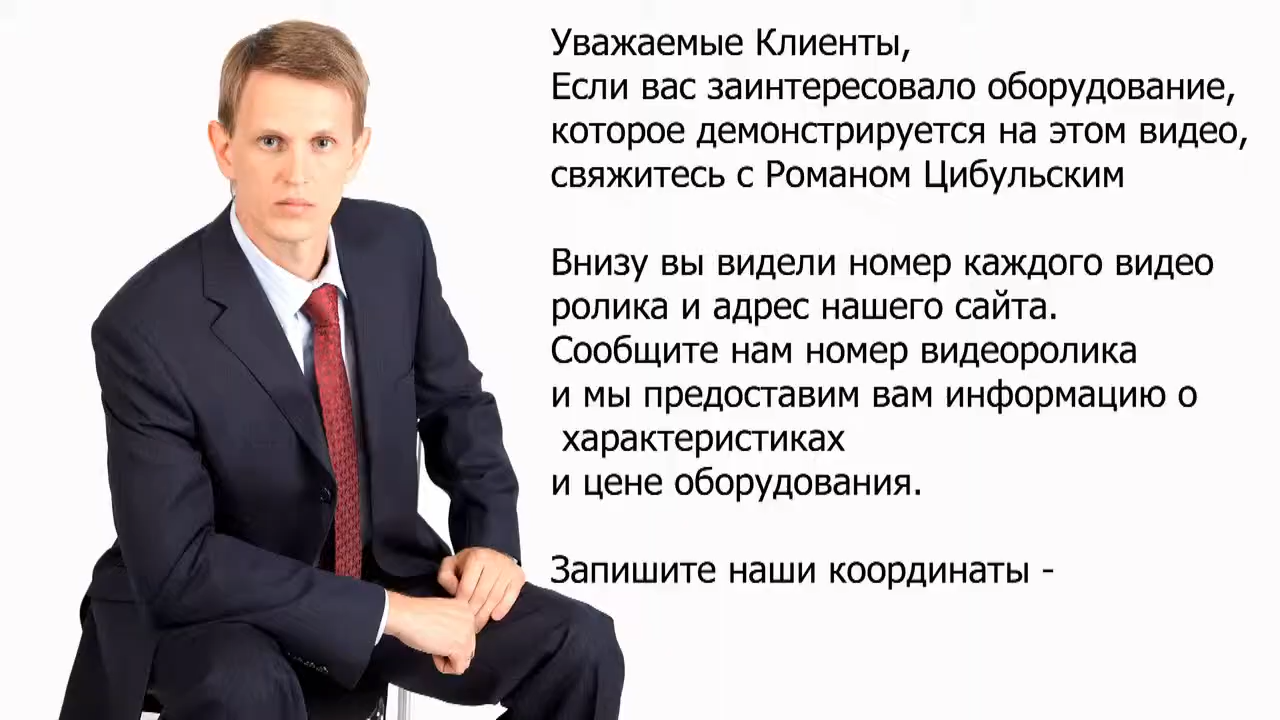 Уважаемые Клиенты,
Если вас заинтересовало оборудование,
которое демонстрируется на этом видео,
свяжитесь с Романом Цибульским
Внизу вы видели номер каждого видео
ролика и адрес нашего сайта.
Сообщите нам номер видеоролика
и мы предоставим вам информацию о
характеристиках
и цене оборудования.
Запишите наши координаты -